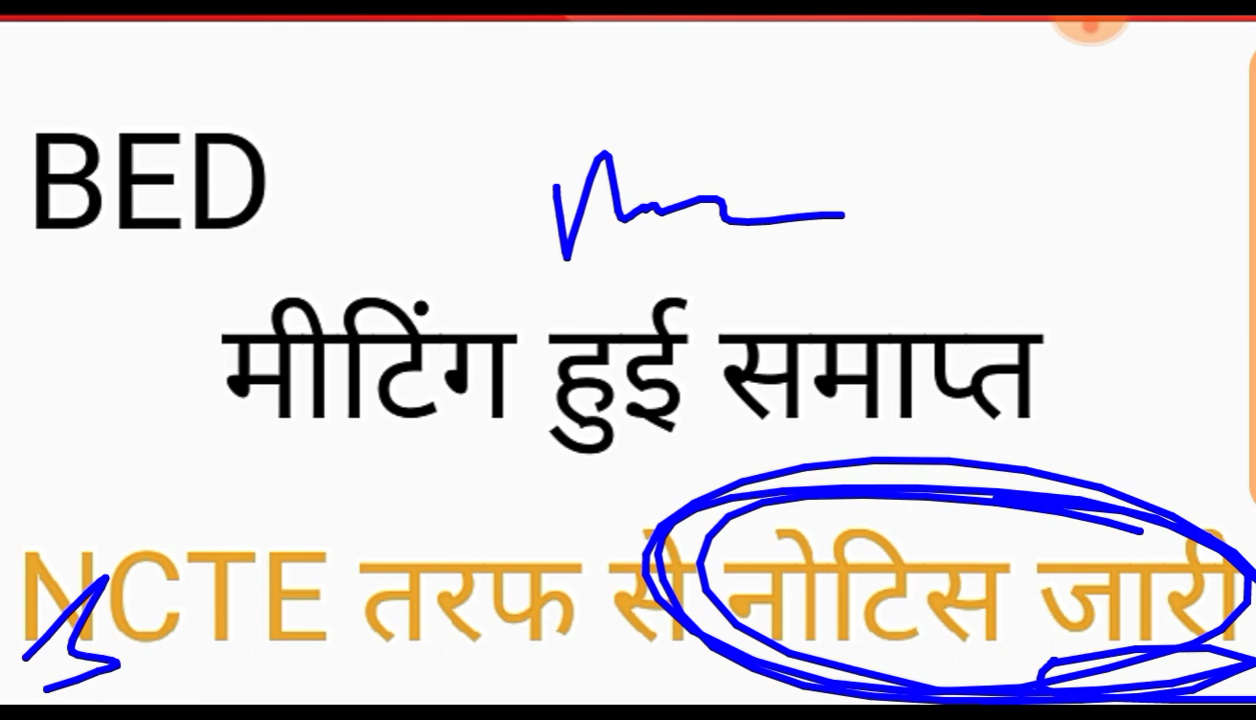 BED
मीटिंग हुई समाप्त
NCTE तरफ से नोटिस जारी